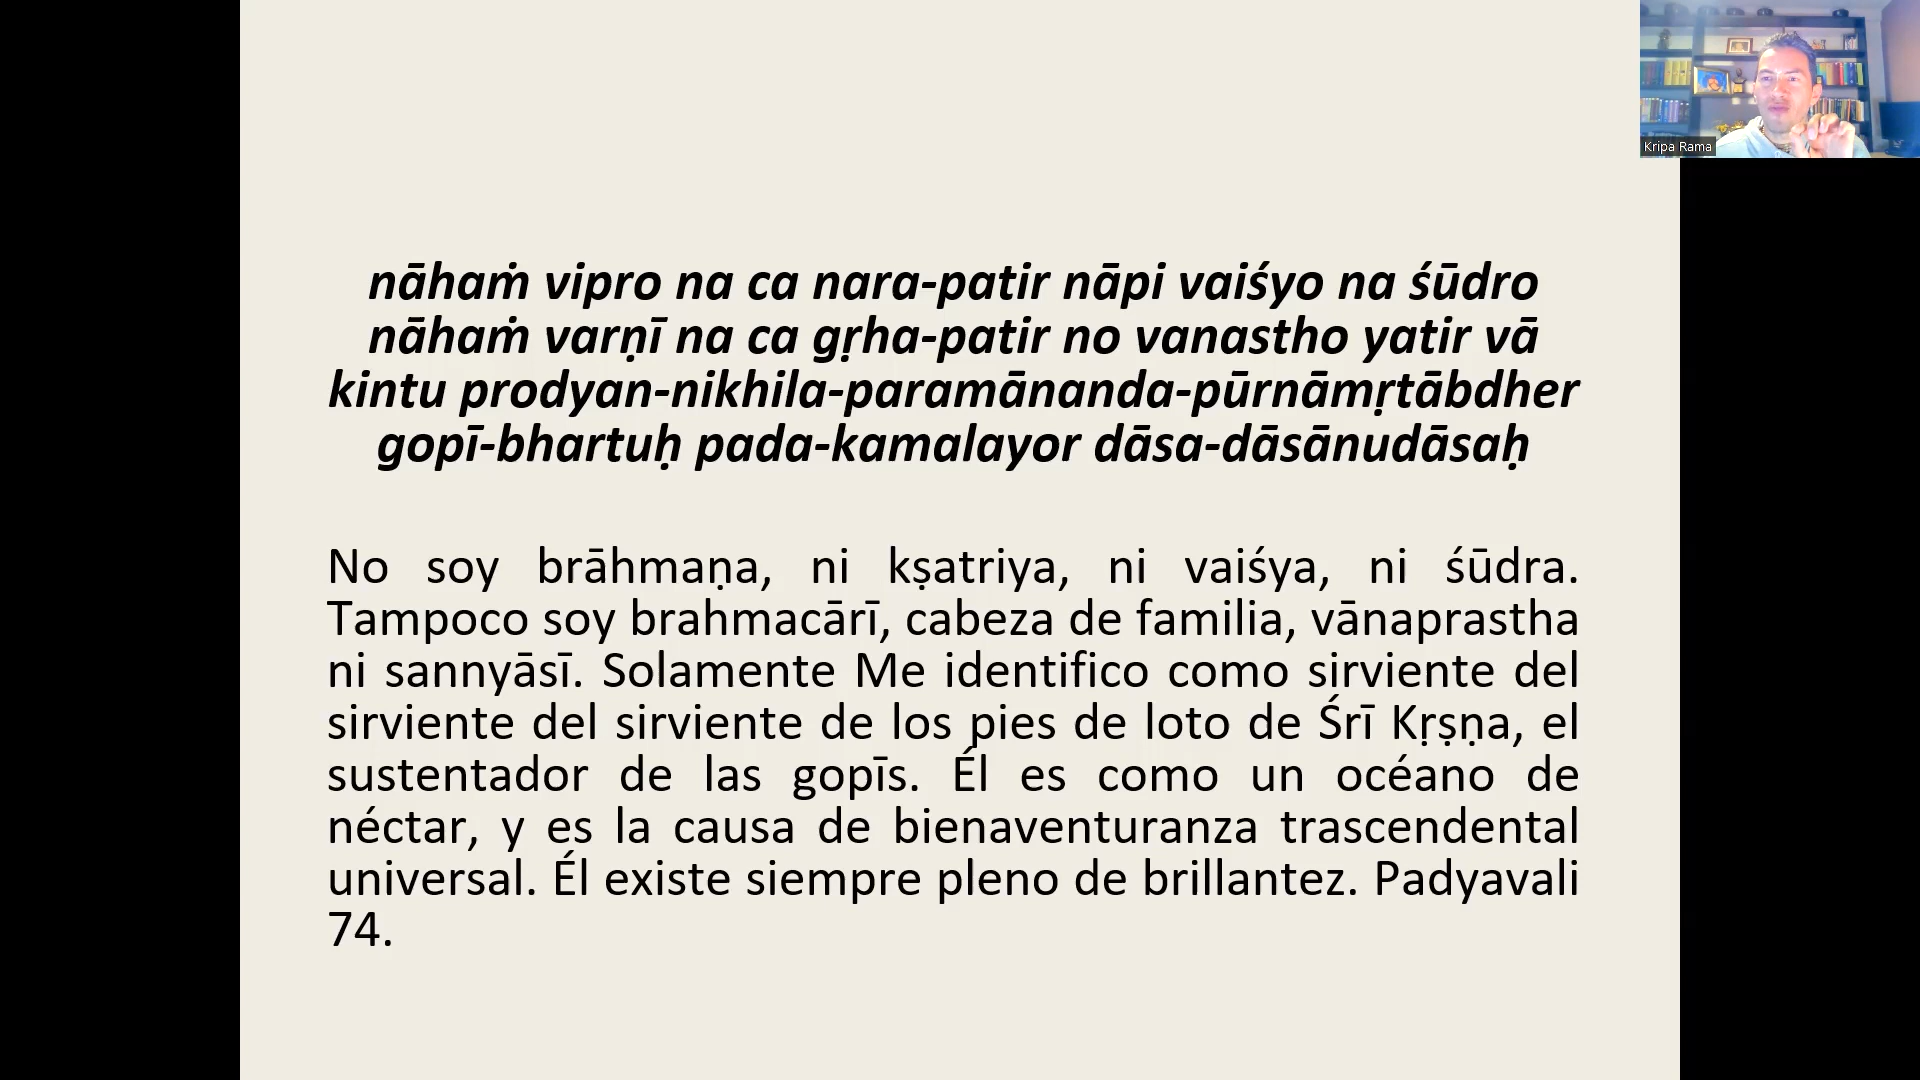 nāhaṁ vipro na ca nara-patir nāpi vaiśyo na śūdro
nāhaṁ varṇī na ca gṛha-patir no vanastho yatir vā
kintu prodyan-nikhila-paramānanda-pūrnāmṛtābdher
gopī-bhartuḥ pada-kamalayor dāsa-dāsānudāsaḥ
No soy brāhmaṇa, ni kṣatriya, ni vaiśya, ni śūdra.
Tampoco soy brahmacārī, cabeza de familia, vānaprastha
ni sannyāsī. Solamente Me identifico como sirviente del
sirviente del sirviente de los pies de loto de Śrī Kṛṣṇa, el
sustentador de las gopīs. Él es como un océano de
néctar, y es la causa de bienaventuranza trascendental
universal. Él existe siempre pleno de brillantez. Padyavali
74.
Kripa Rama